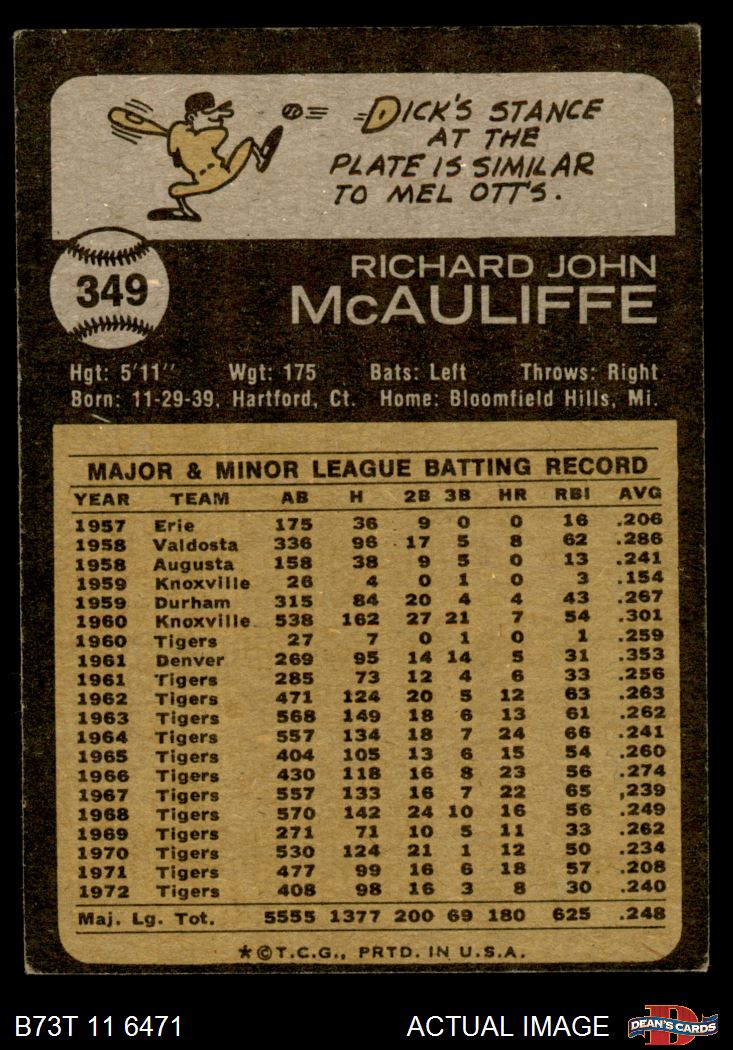 DICK'S STANCE
AT THE
PLATE IS SIMILAR
TO MEL OTT'S.
349
RICHARD JOHN
McAULIFFE
Hgt: 5'11" Wgt: 175 Bats: Left Throws: Right
Born: 11-29-39, Hartford, Ct. Home: Bloomfield Hills, Mi.
MAJOR & MINOR LEAGUE BATTING RECORD
YEAR TEAM AB H 2B 3B HR RBI AVG
1957 Erie 175 36 9 0 0 16 .206
1958 Valdosta 336 96 17 5 8 62 .286
1958 Augusta 158 38 9 5 0 13 .241
1959 Knoxville 26 4 0 1 0 3 .154
1959 Durham 315 84 20 4 4 43 .267
1960 Knoxville 538 162 27 21 7 54 .301
1960 Tigers 27 7 0 1 0 1 .259
1961 Denver 269 95 14 14 5 31 .353
1961 Tigers 285 73 12 4 6 33 .256
1962 Tigers 471 124 20 5 12 63 .263
1963 Tigers 568 149 18 6 13 61 .262
1964 Tigers 557 134 18 7 24 66 .241
1965 Tigers 404 105 13 6 15 54 .260
1966 Tigers 430 118 16 8 23 56 .274
1967 Tigers 557 133 16 7 22 65 ,239
1968 Tigers 570 142 24 10 16 56 .249
1969 Tigers 271 71 10 5 11 33 .262
1970 Tigers 530 124 21 1 12 50 .234
1971 Tigers 477 99 16 6 18 57 .208
1972 Tigers 408 98 16 3 8 30 .240
Maj. Lg. Tot. 5555 1377 200 69 180 625 .248
★©T.C.G., PRTD. IN U.S.A.
B73T 11 6471 ACTUAL IMAGE D DEAN'S CARDS